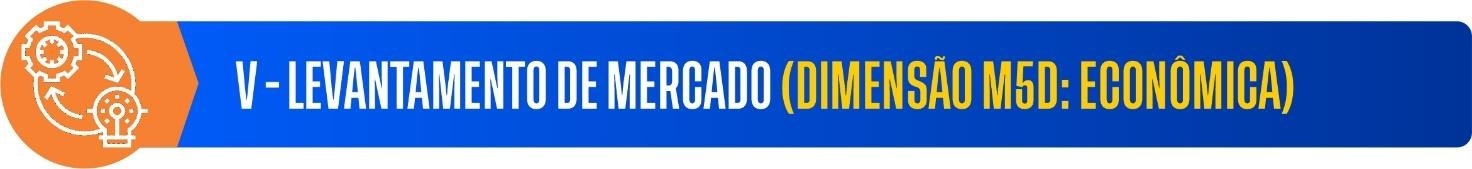 V - LEVANTAMENTO DE MERCADO (DIMENSÃO M5D: ECONÔMICA)